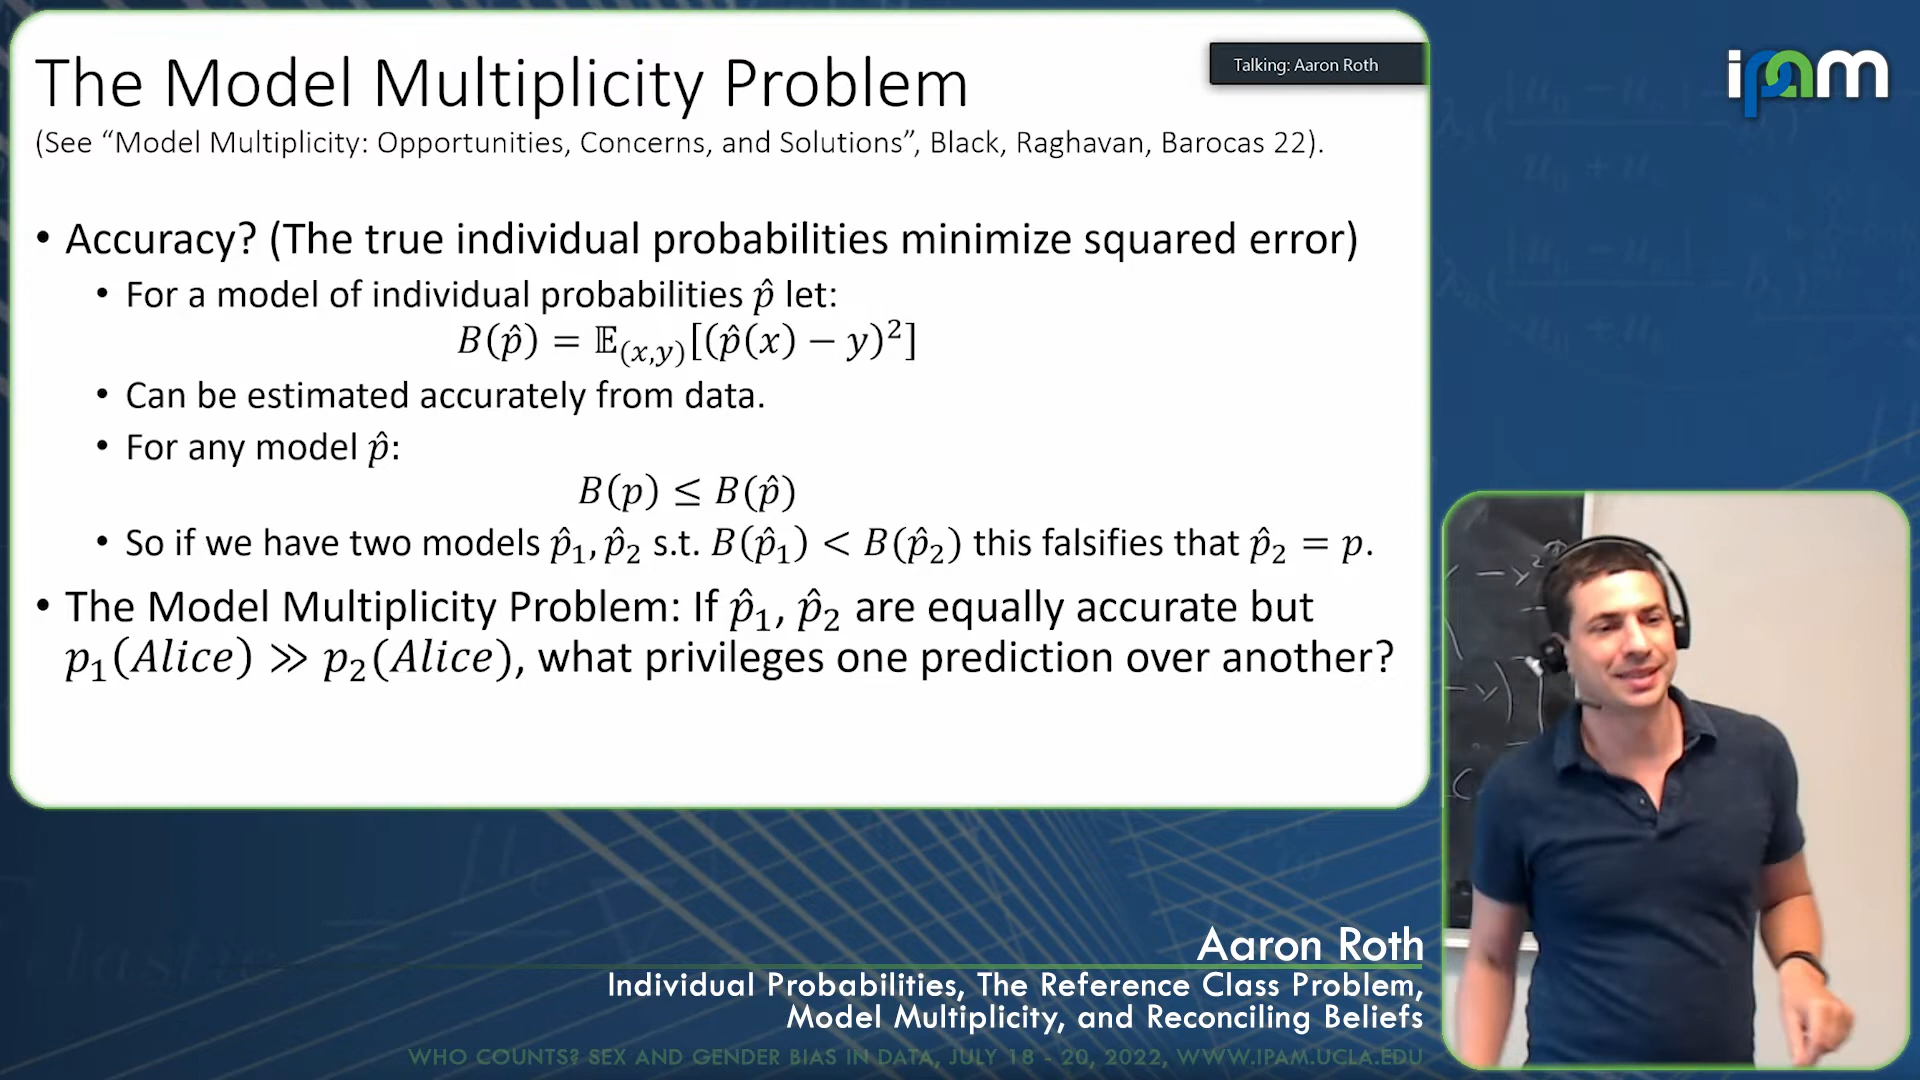 The Model Multiplicity Problem
Talking: Aaron Roth
ipam
(See “Model Multiplicity: Opportunities, Concerns, and Solutions”, Black, Raghavan, Barocas 22).
• Accuracy? (The true individual probabilities minimize squared error)
• For a model of individual probabilities p̂ let:
B(p̂) = 𝔼₍ₓ,ᵧ₎[(p̂(x) − y)²]
• Can be estimated accurately from data.
• For any model p̂:
B(p) ≤ B(p̂)
• So if we have two models p̂₁, p̂₂ s.t. B(p̂₁) < B(p̂₂) this falsifies that p̂₂ = p.
• The Model Multiplicity Problem: If p̂₁, p̂₂ are equally accurate but
p₁(Alice) ≫ p₂(Alice), what privileges one prediction over another?
Aaron Roth
Individual Probabilities, The Reference Class Problem,
Model Multiplicity, and Reconciling Beliefs
WHO COUNTS? SEX AND GENDER BIAS IN DATA, JULY 18 - 20, 2022, WWW.IPAM.UCLA.EDU